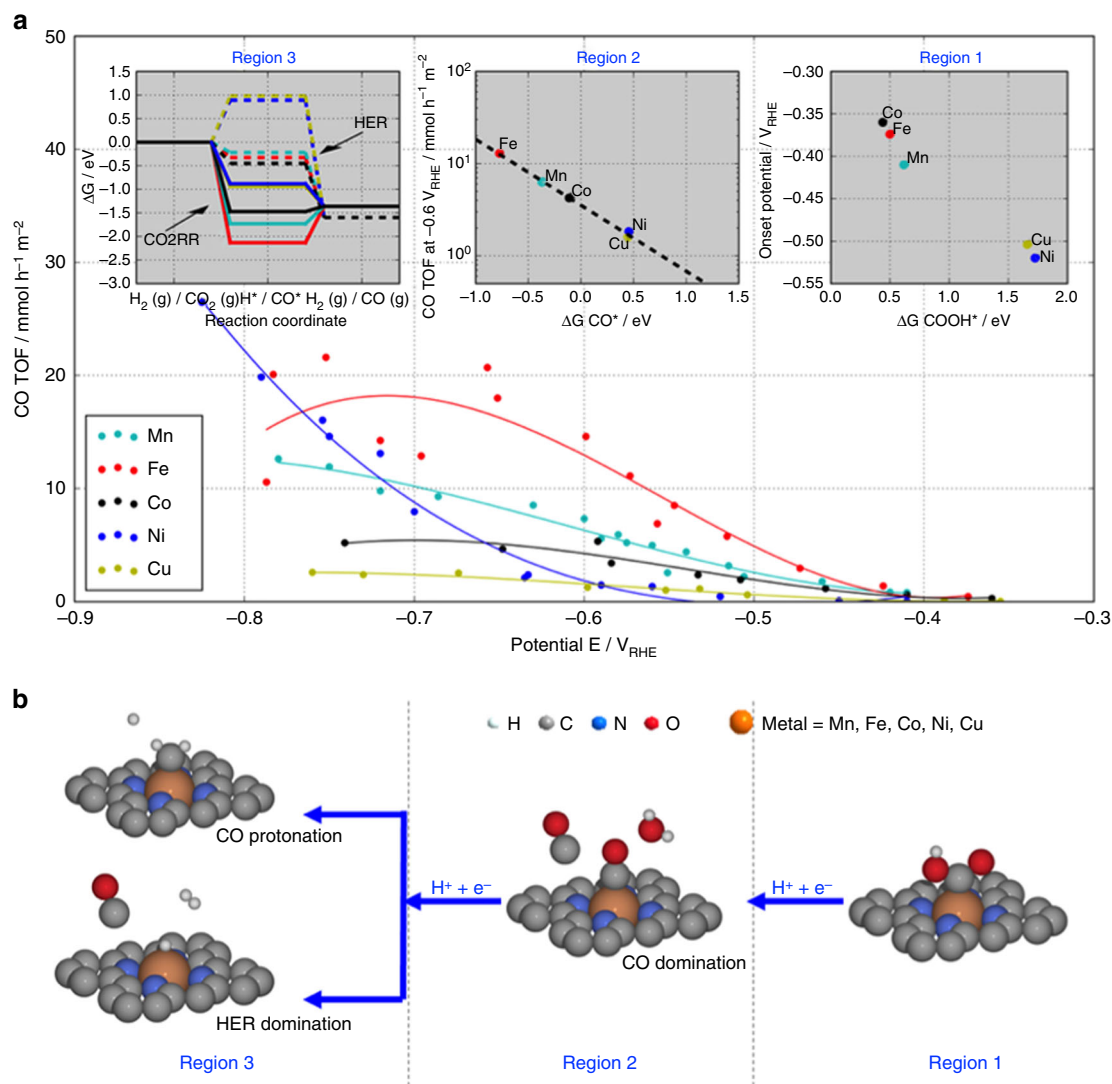 a
50
40
30
20
10
0
CO TOF / mmol h⁻¹ m⁻²
−0.9
−0.8
−0.7
−0.6
−0.5
−0.4
−0.3
Potential E / V_RHE
Region 3
1.5
1.0
0.5
0.0
−0.5
−1.0
−1.5
−2.0
−2.5
−3.0
ΔG / eV
HER
CO2RR
H₂ (g) / CO₂ (g)H* / CO* H₂ (g) / CO (g)
Reaction coordinate
Region 2
10²
10¹
10⁰
CO TOF at −0.6 V_RHE / mmol h⁻¹ m⁻²
Fe
Mn
Co
Ni
Cu
−1.0
−0.5
0.0
0.5
1.0
1.5
ΔG CO* / eV
Region 1
−0.30
−0.35
−0.40
−0.45
−0.50
−0.55
Onset potential / V_RHE
Co
Fe
Mn
Cu
Ni
0.0
0.5
1.0
1.5
2.0
ΔG COOH* / eV
Mn
Fe
Co
Ni
Cu
b
H C N O Metal = Mn, Fe, Co, Ni, Cu
CO protonation
H⁺ + e⁻
H⁺ + e⁻
CO domination
HER domination
Region 3
Region 2
Region 1